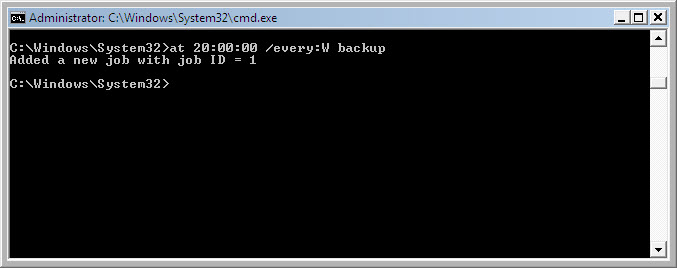 Administrator: C:\Windows\System32\cmd.exe
C:\Windows\System32>at 20:00:00 /every:W backup
Added a new job with job ID = 1
C:\Windows\System32>